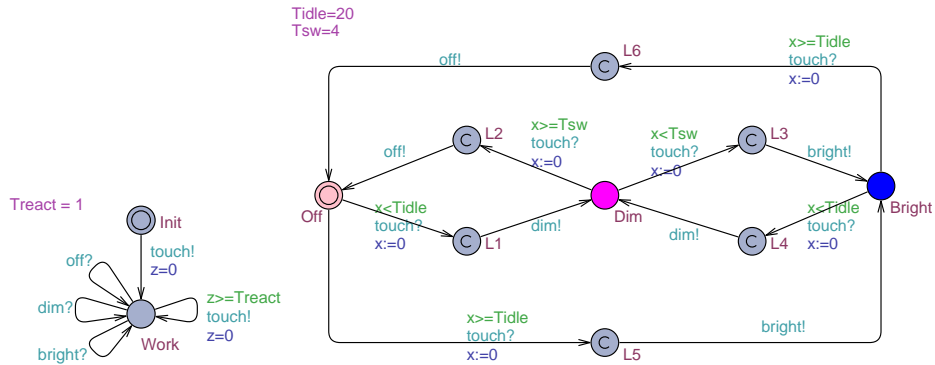 Treact = 1
Init
touch!
z=0
off?
dim?
bright?
z>=Treact
touch!
z=0
Work
Tidle=20
Tsw=4
off!
C
L6
x>=Tidle
touch?
x:=0
C
L2
off!
x>=Tsw
touch?
x:=0
x<Tsw
touch?
x:=0
C
L3
bright!
Off
Dim
Bright
x<Tidle
touch?
x:=0
C
L1
dim!
dim!
C
L4
x<Tidle
touch?
x:=0
x>=Tidle
touch?
x:=0
C
L5
bright!